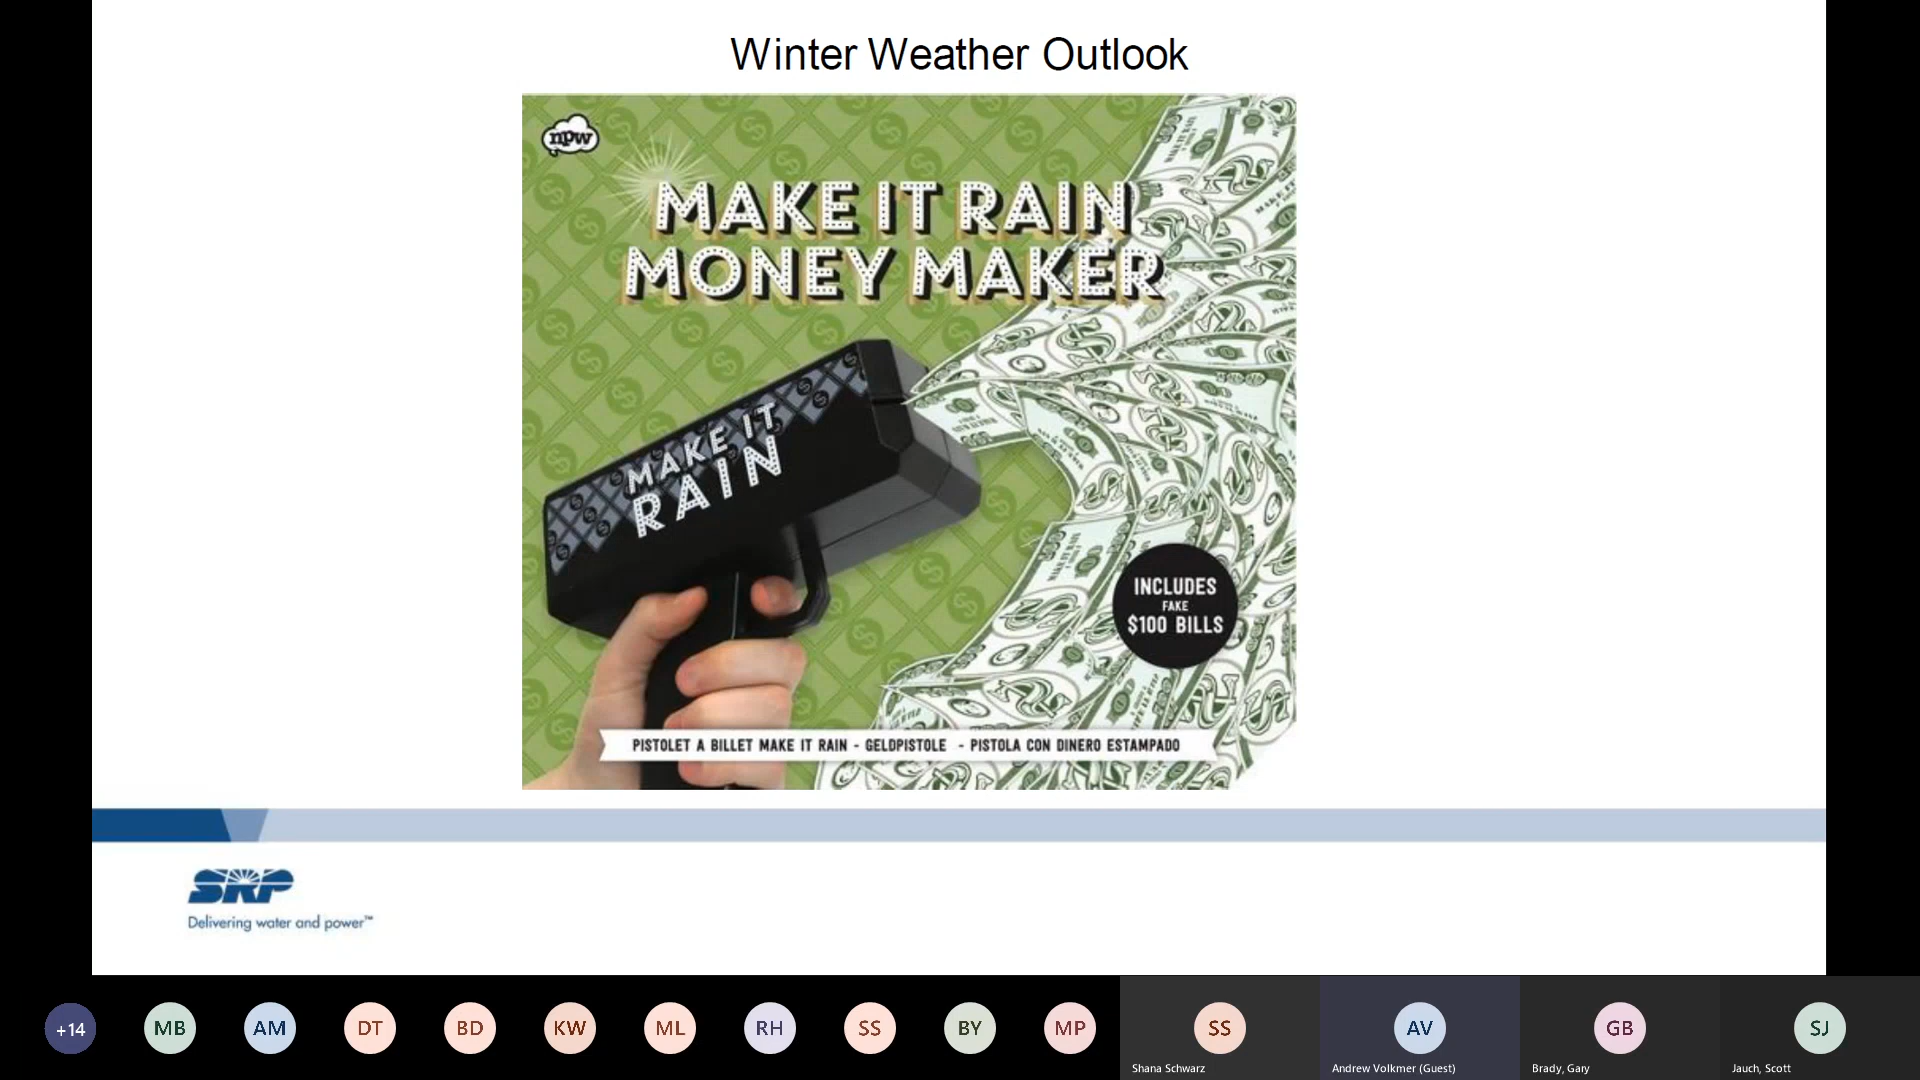 Winter Weather Outlook
npw
MAKE IT RAIN
MONEY MAKER
MAKE IT
RAIN
INCLUDES
FAKE
$100 BILLS
PISTOLET A BILLET MAKE IT RAIN - GELDPISTOLE - PISTOLA CON DINERO ESTAMPADO
SRP
Delivering water and power™
+14
MB
AM
DT
BD
KW
ML
RH
SS
BY
MP
SS
AV
GB
SJ
Shana Schwarz
Andrew Volkmer (Guest)
Brady, Gary
Jauch, Scott